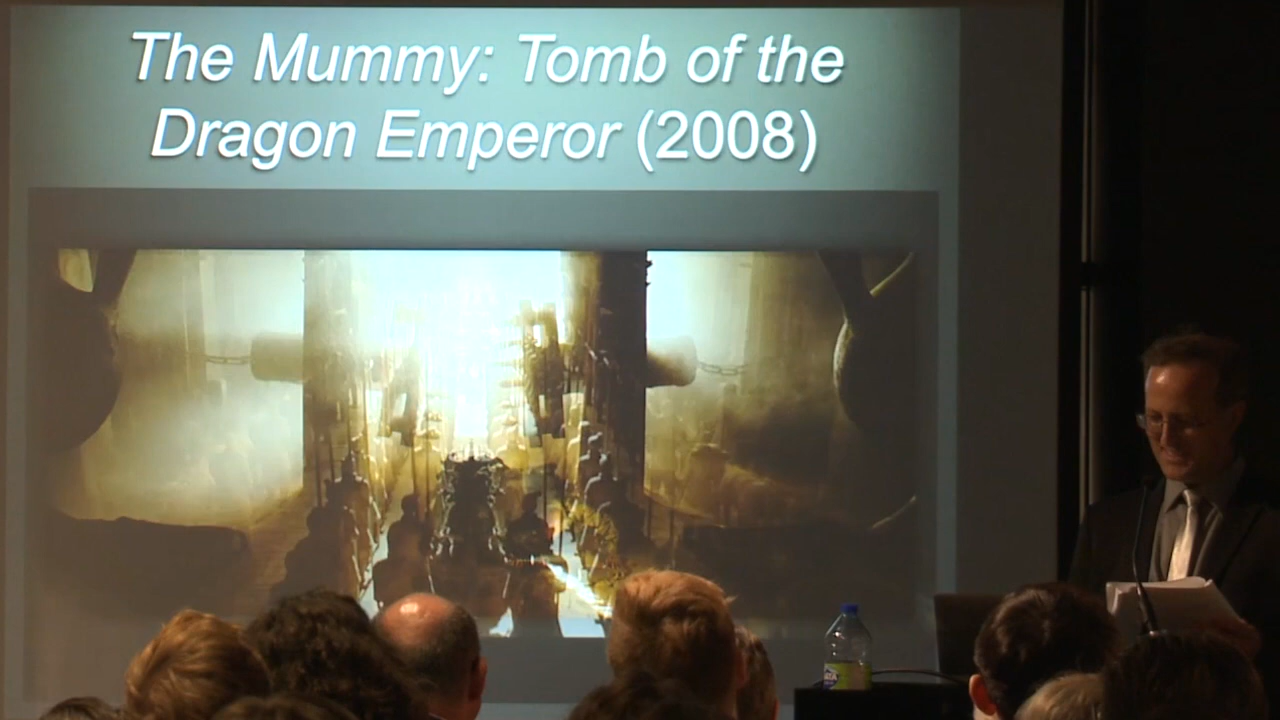 The Mummy: Tomb of the
Dragon Emperor (2008)